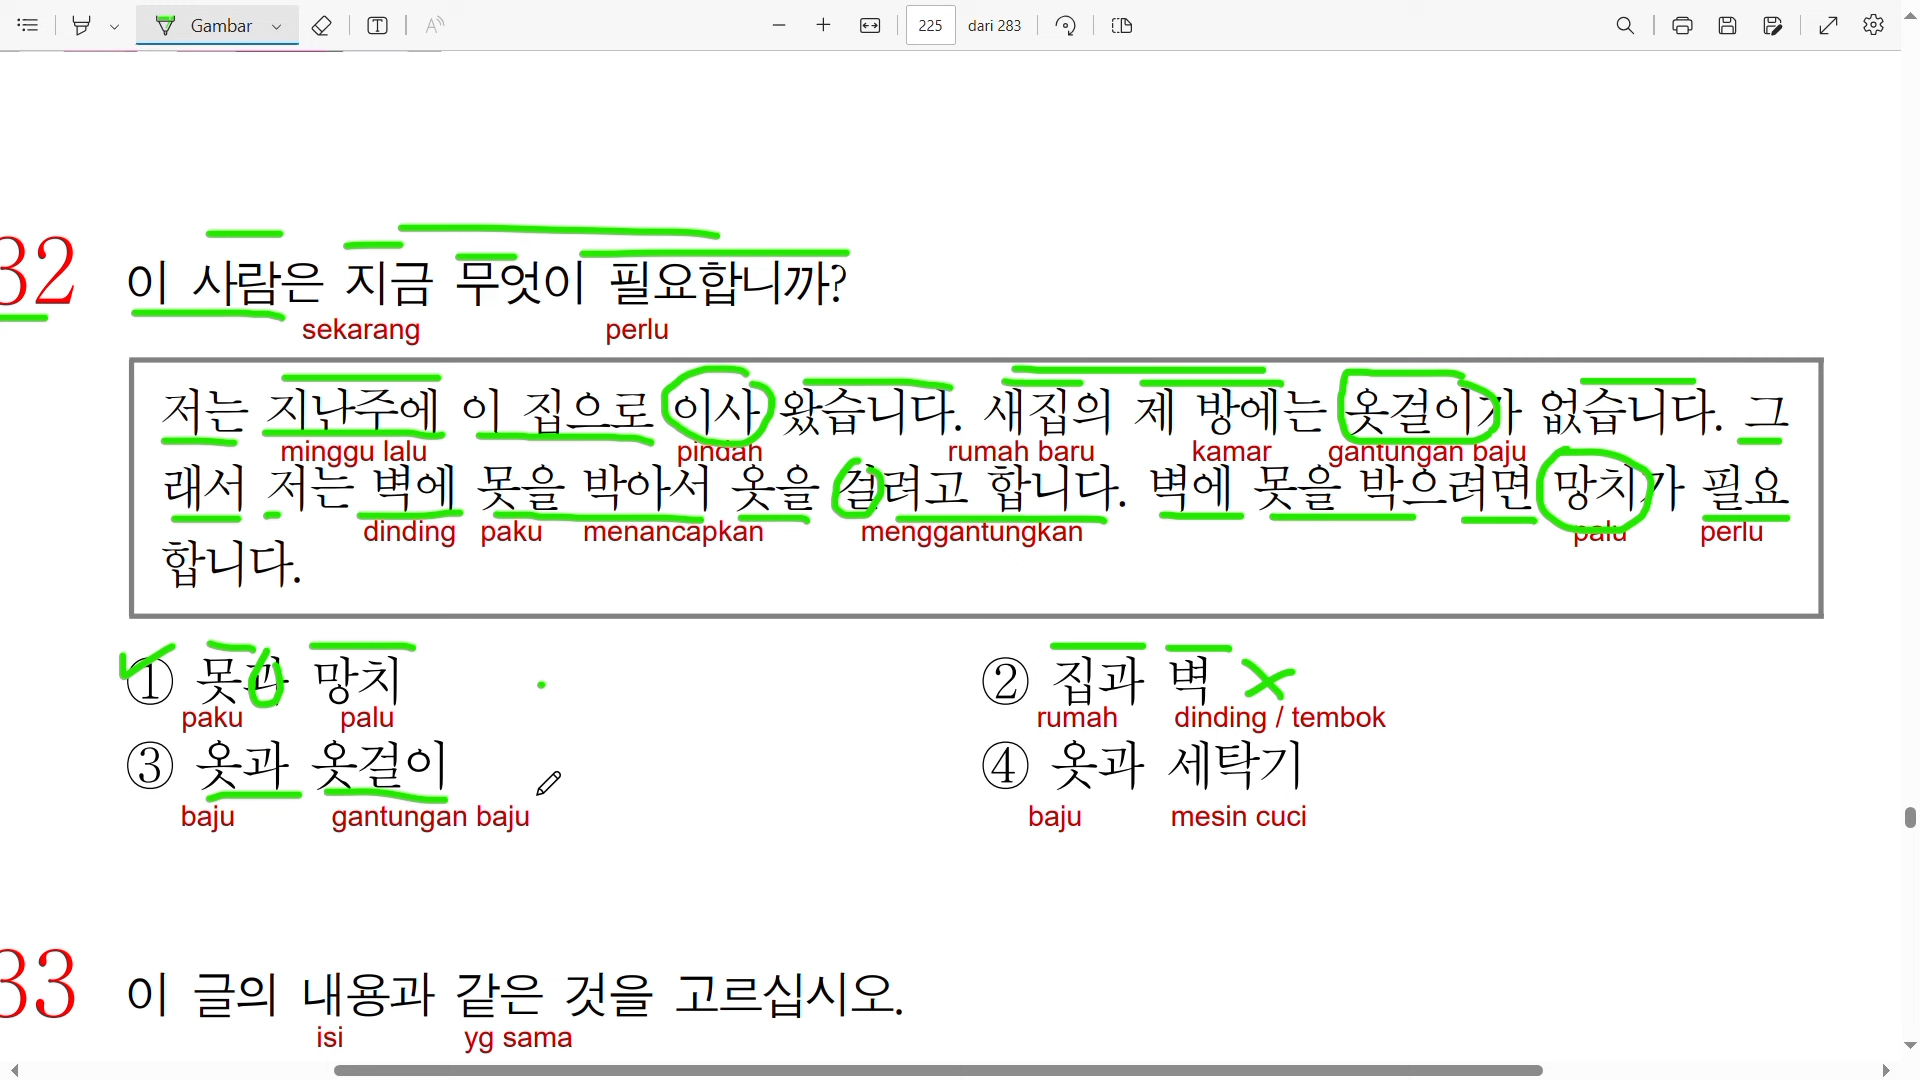 Gambar
225
dari 283
32
이 사람은 지금 무엇이 필요합니까?
sekarang perlu
저는 지난주에 이 집으로 이사 왔습니다. 새집의 제 방에는 옷걸이가 없습니다. 그
minggu lalu pindah rumah baru kamar gantungan baju
래서 저는 벽에 못을 박아서 옷을 걸려고 합니다. 벽에 못을 박으려면 망치가 필요
dinding paku menancapkan menggantungkan palu perlu
합니다.
① 못과 망치 ② 집과 벽
paku palu rumah dinding / tembok
③ 옷과 옷걸이 ④ 옷과 세탁기
baju gantungan baju baju mesin cuci
33
이 글의 내용과 같은 것을 고르십시오.
isi yg sama